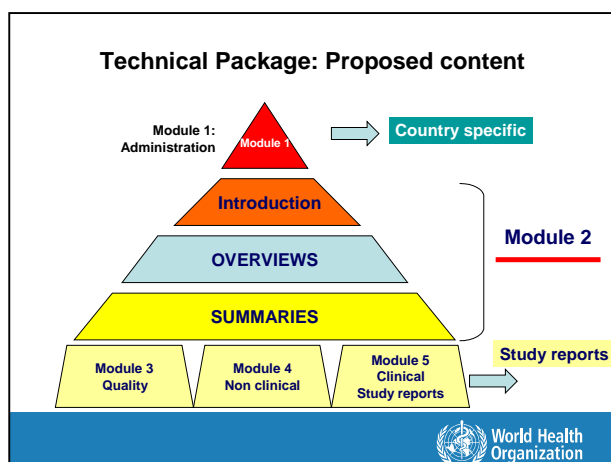 Technical Package: Proposed content
Module 1:
Administration
Module 1
Country specific
Introduction
OVERVIEWS
Module 2
SUMMARIES
Module 3
Quality
Module 4
Non clinical
Module 5
Clinical
Study reports
Study reports
World Health
Organization